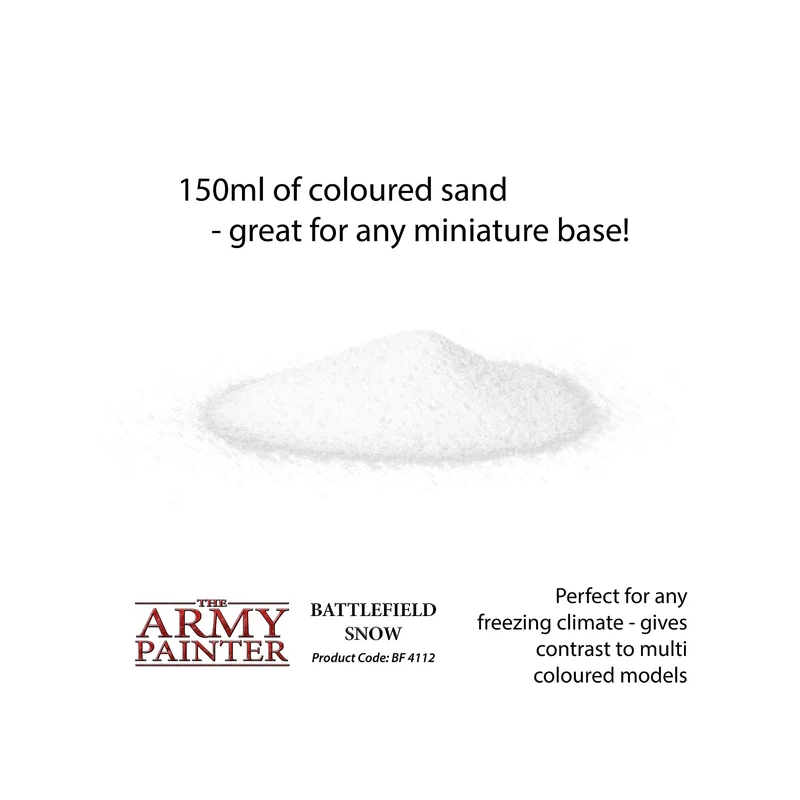 150ml of coloured sand
- great for any miniature base!
THE
ARMY
PAINTER
BATTLEFIELD
SNOW
Product Code: BF 4112
Perfect for any
freezing climate - gives
contrast to multi
coloured models